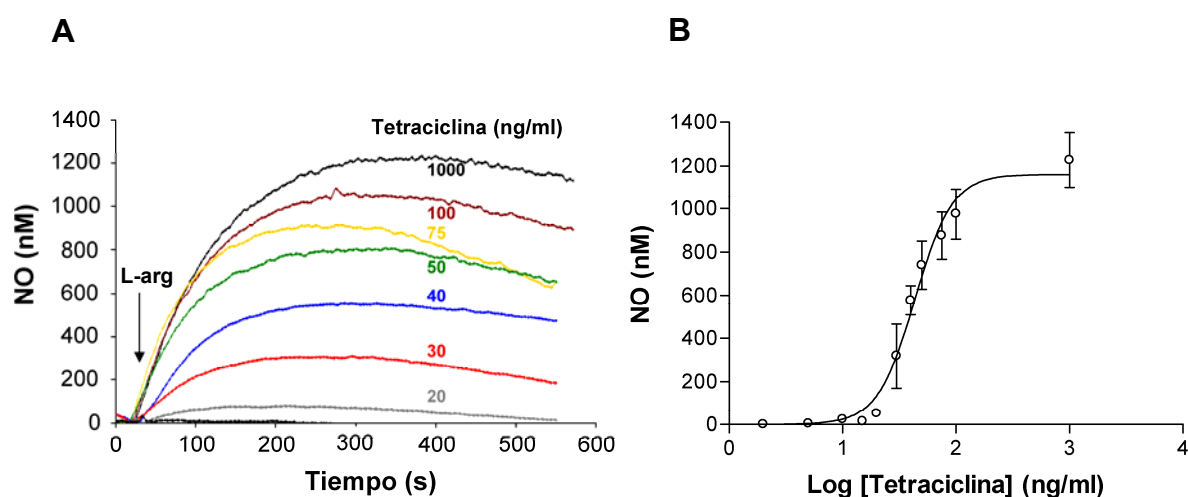 A
1400
1200
1000
800
600
400
200
0
NO (nM)
Tetraciclina (ng/ml)
1000
100
75
50
40
30
20
L-arg
0 100 200 300 400 500 600
Tiempo (s)
B
1400
1200
1000
800
600
400
200
0
NO (nM)
0 1 2 3 4
Log [Tetraciclina] (ng/ml)